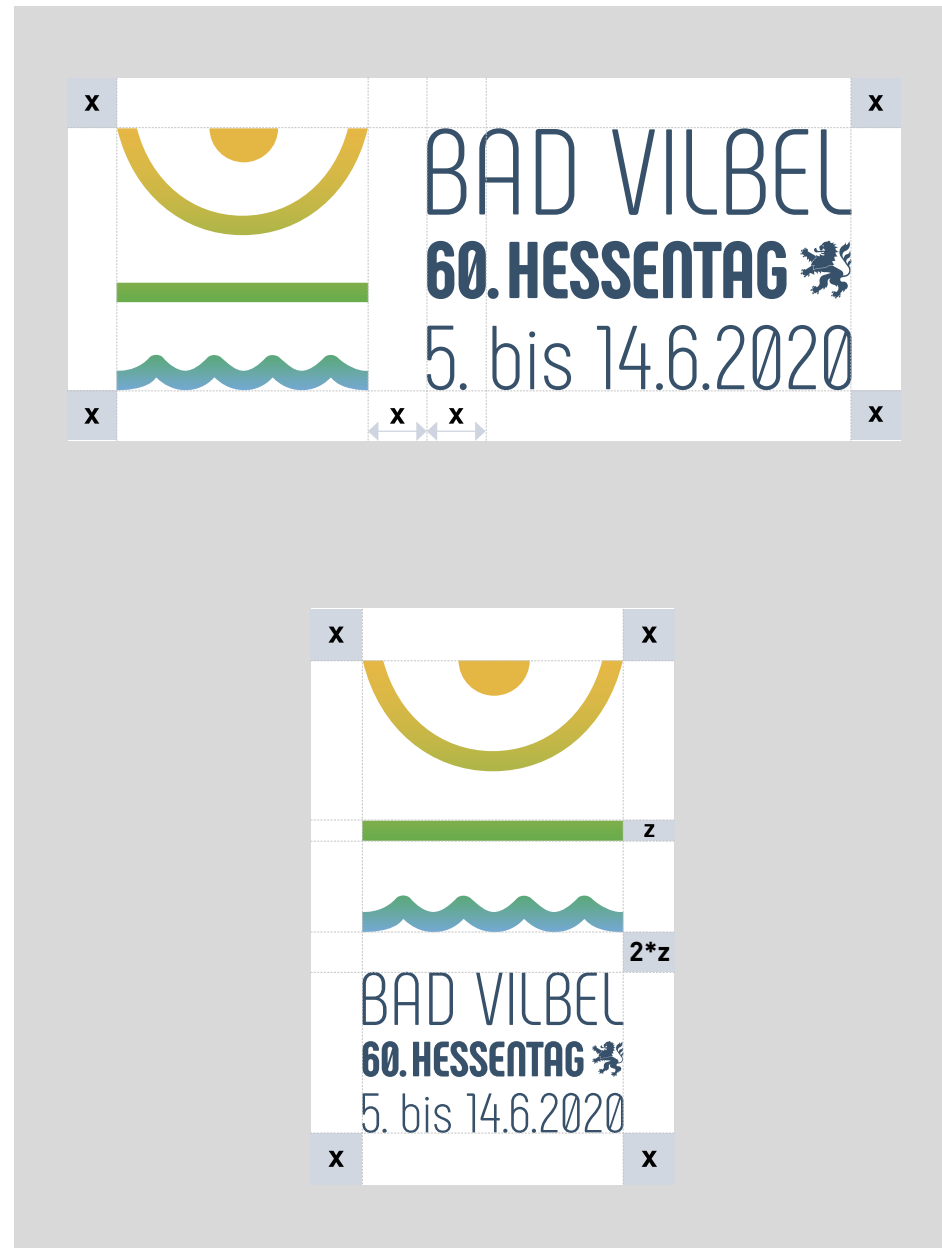 x x
BAD VILBEL
60. HESSENTAG
5. bis 14.6.2020
x x x x
x x
z
2*z
BAD VILBEL
60. HESSENTAG
5. bis 14.6.2020
x x